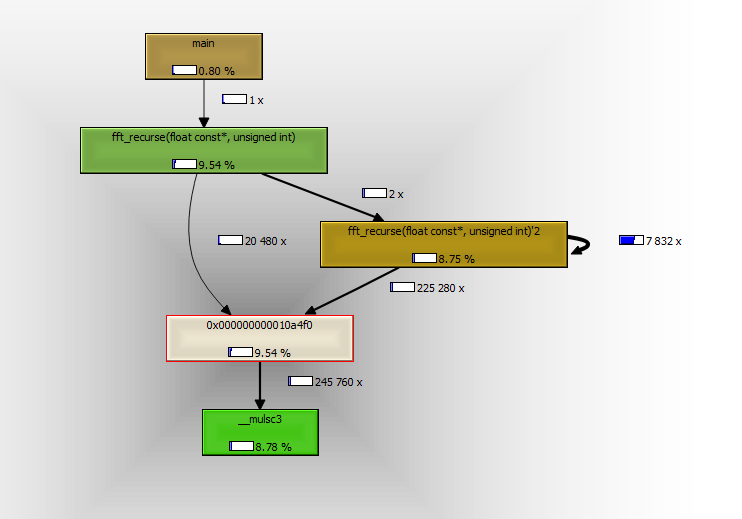 main
0.80 %
1 x
fft_recurse(float const*, unsigned int)
9.54 %
2 x
20 480 x
fft_recurse(float const*, unsigned int)'2
8.75 %
7 832 x
225 280 x
0x000000000010a4f0
9.54 %
245 760 x
__mulsc3
8.78 %